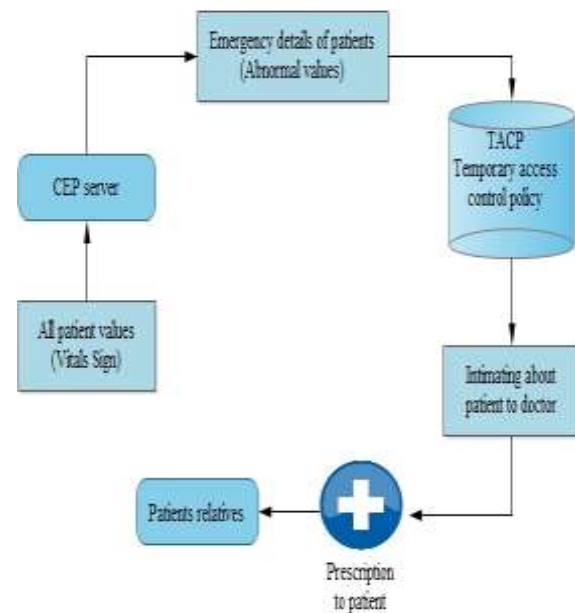 Emergency details of patients
(Abnormal values)
TACP
Temporary access
control policy
CEP server
All patient values
(Vitals Sign)
Intimating about
patient to doctor
Patients relatives
Prescription
to patient